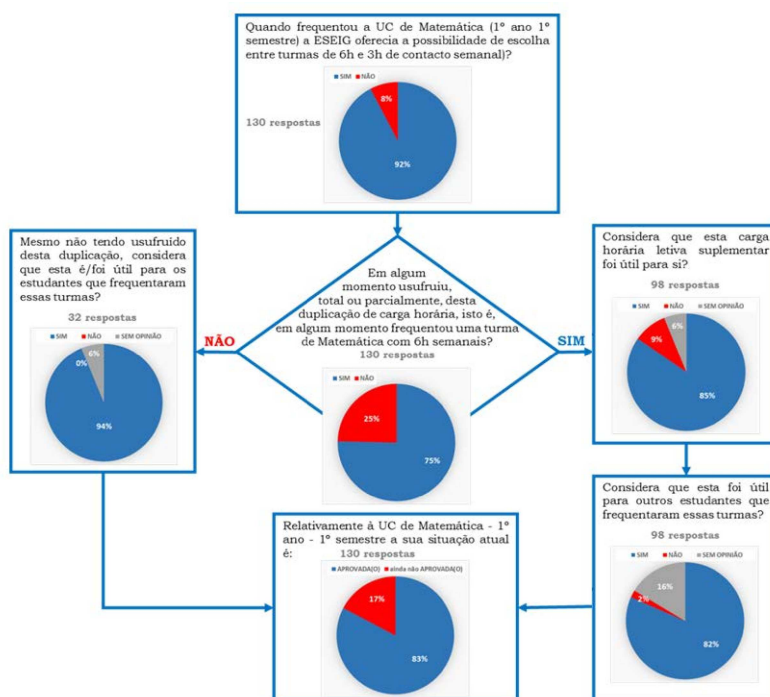 Quando frequentou a UC de Matemática (1º ano 1º
semestre) a ESEIG oferecia a possibilidade de escolha
entre turmas de 6h e 3h de contacto semanal)?
SIM NÃO
130 respostas
8%
92%
Mesmo não tendo usufruído
desta duplicação, considera
que esta é/foi útil para os
estudantes que frequentaram
essas turmas?
32 respostas
SIM NÃO SEM OPINIÃO
6%
0%
94%
NÃO
Em algum
momento usufruiu,
total ou parcialmente, desta
duplicação de carga horária, isto é,
em algum momento frequentou uma turma
de Matemática com 6h semanais?
130 respostas
SIM NÃO
25%
75%
SIM
Considera que esta carga
horária letiva suplementar
foi útil para si?
98 respostas
SIM NÃO SEM OPINIÃO
6%
9%
85%
Considera que esta foi útil
para outros estudantes que
frequentaram essas turmas?
98 respostas
SIM NÃO SEM OPINIÃO
16%
2%
82%
Relativamente à UC de Matemática - 1º
ano - 1º semestre a sua situação atual
é: 130 respostas
APROVADA(O) ainda não APROVADA(O)
17%
83%